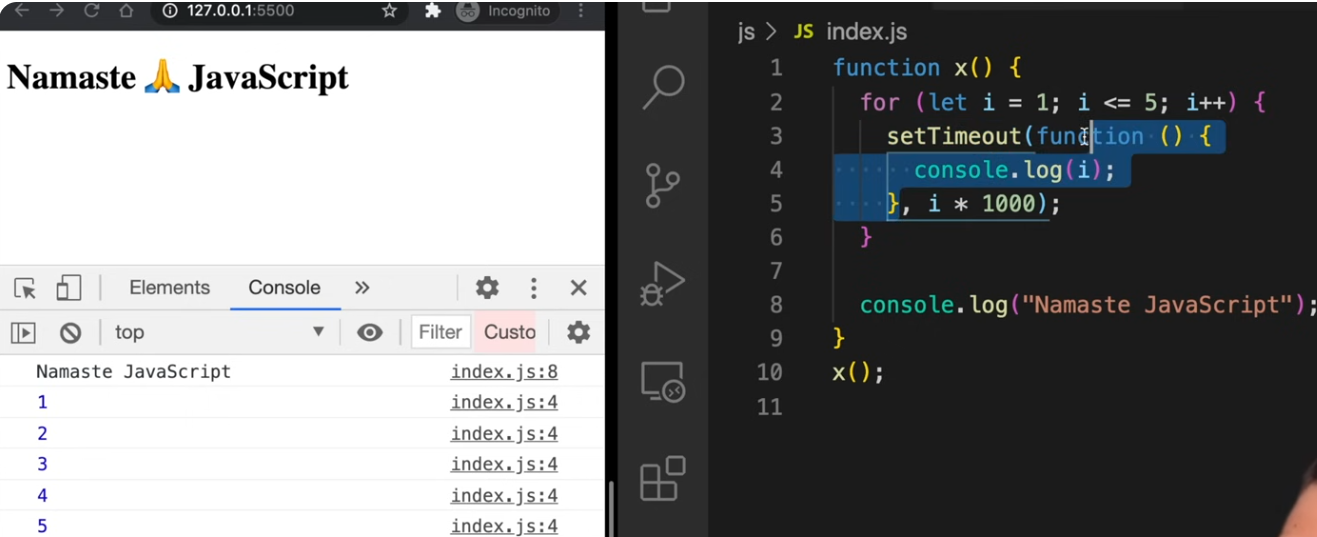 127.0.0.1:5500
Incognito
Namaste 🙏 JavaScript
Elements Console
top Filter Custo
Namaste JavaScript index.js:8
1 index.js:4
2 index.js:4
3 index.js:4
4 index.js:4
5 index.js:4
js > JS index.js
1 function x() {
2 for (let i = 1; i <= 5; i++) {
3 setTimeout(function () {
4 console.log(i);
5 }, i * 1000);
6 }
7
8 console.log("Namaste JavaScript");
9 }
10 x();
11